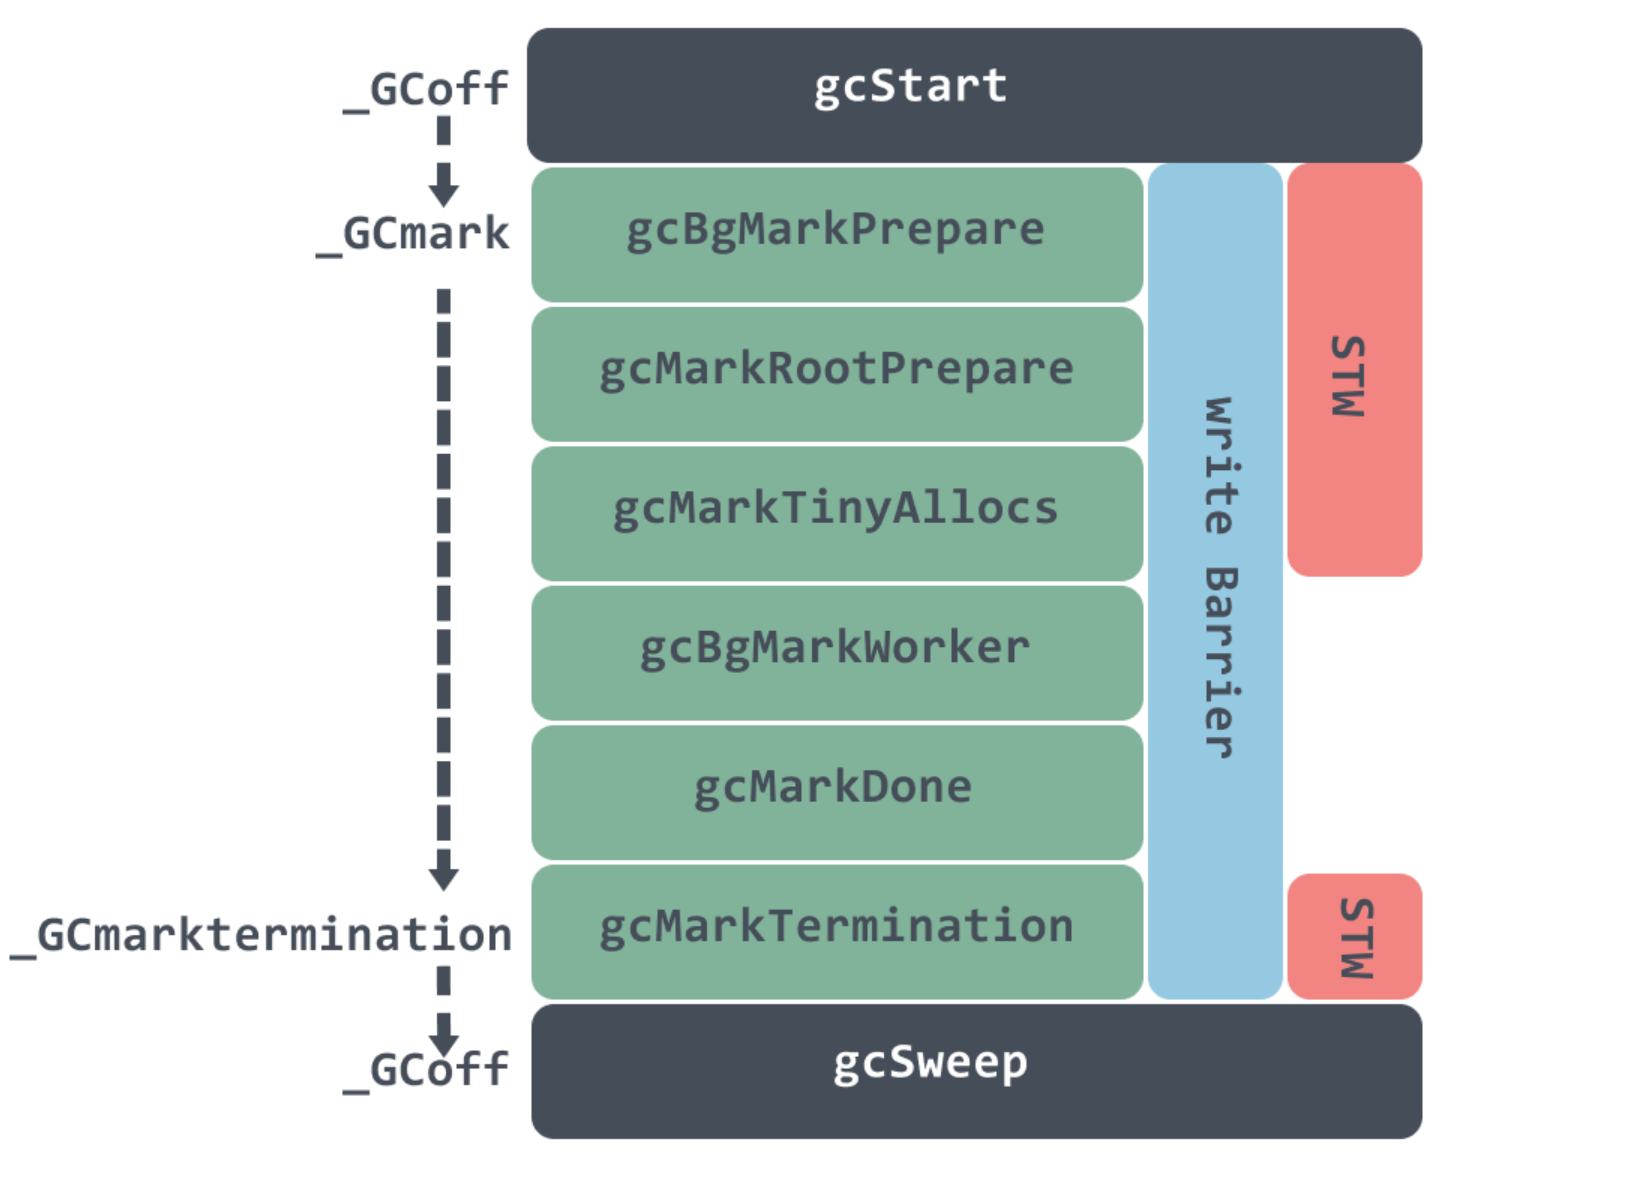 _GCoff
gcStart
_GCmark
gcBgMarkPrepare
gcMarkRootPrepare
gcMarkTinyAllocs
gcBgMarkWorker
gcMarkDone
_GCmarktermination
gcMarkTermination
write Barrier
STW
STW
_GCoff
gcSweep